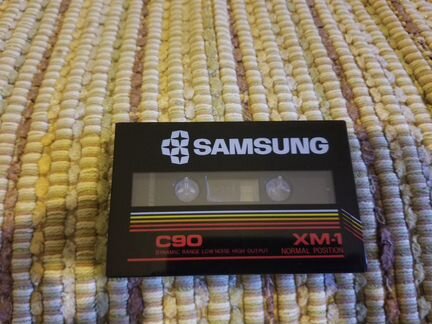 SAMSUNG
C90 XM-1
DYNAMIC RANGE LOW NOISE HIGH OUTPUT NORMAL POSITION